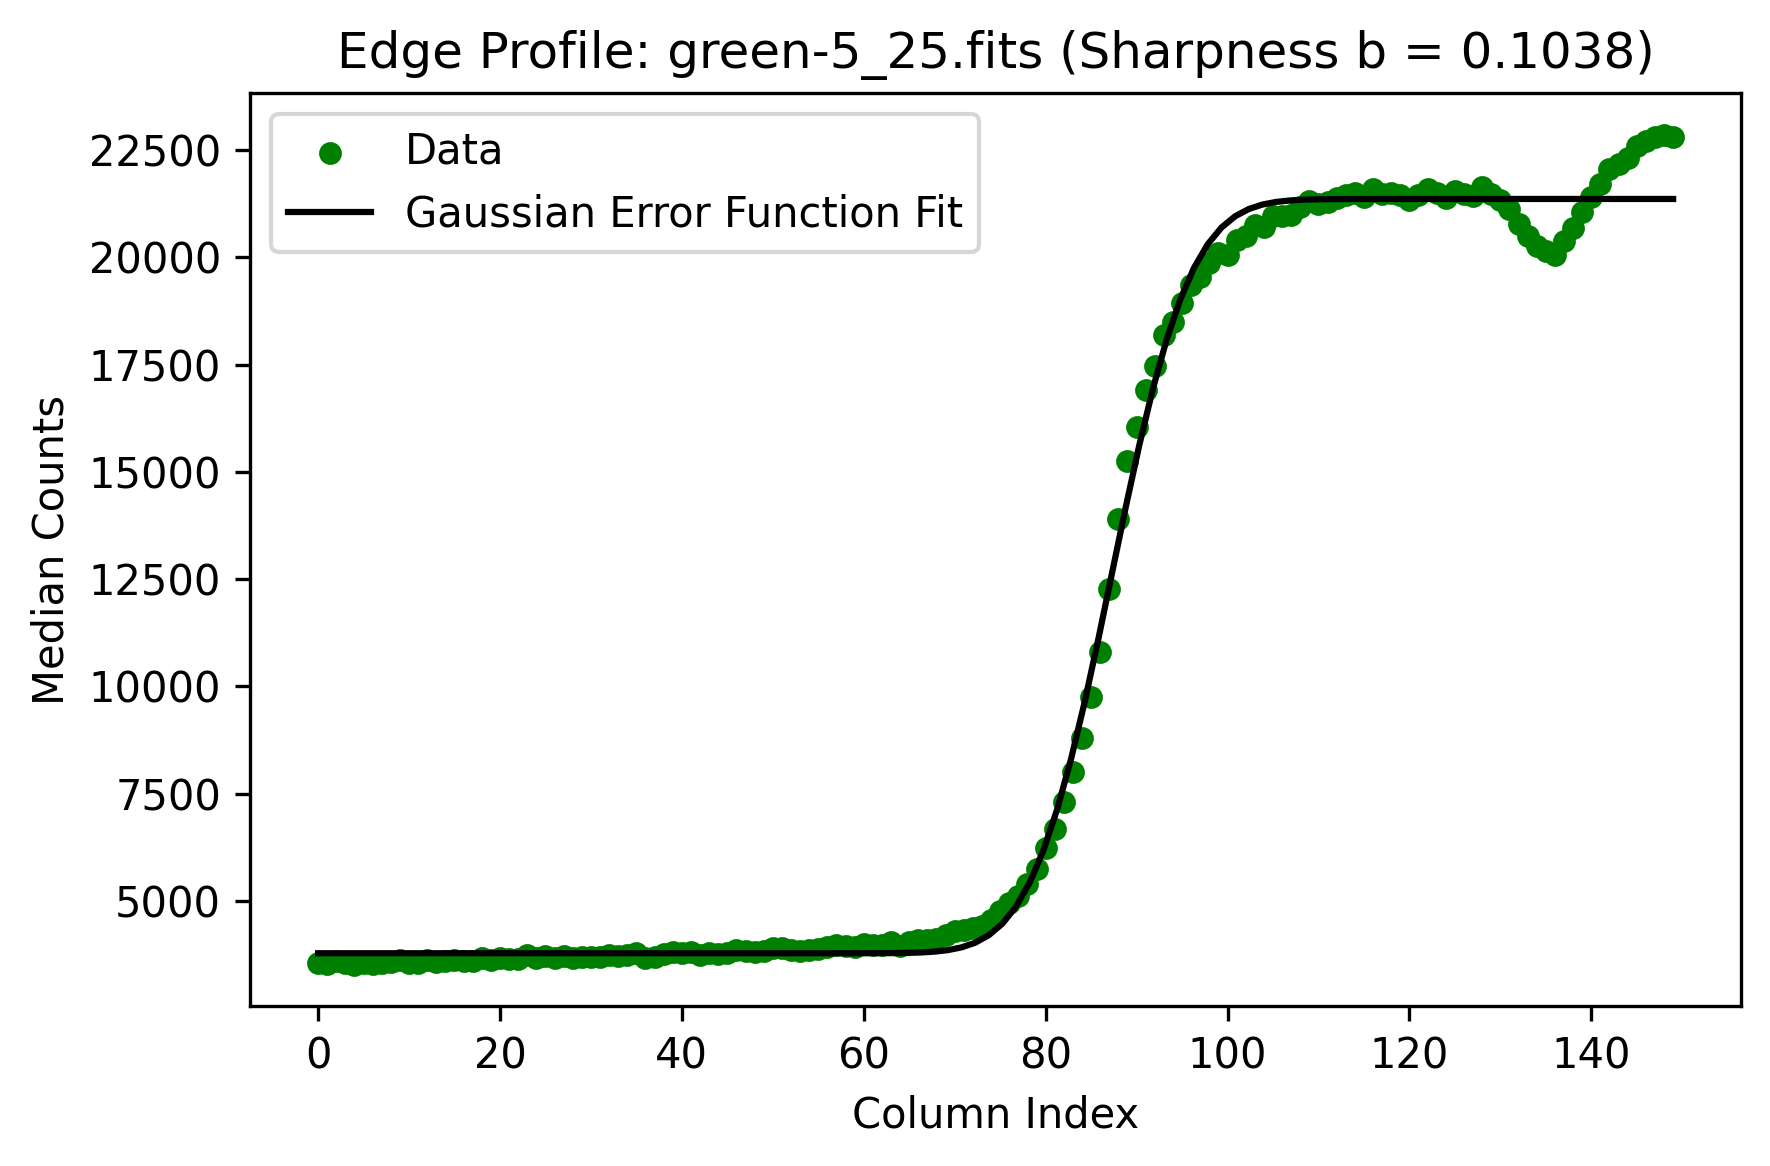 Edge Profile: green-5_25.fits (Sharpness b = 0.1038)
Data
Gaussian Error Function Fit
22500
20000
17500
15000
12500
10000
7500
5000
Median Counts
0 20 40 60 80 100 120 140
Column Index